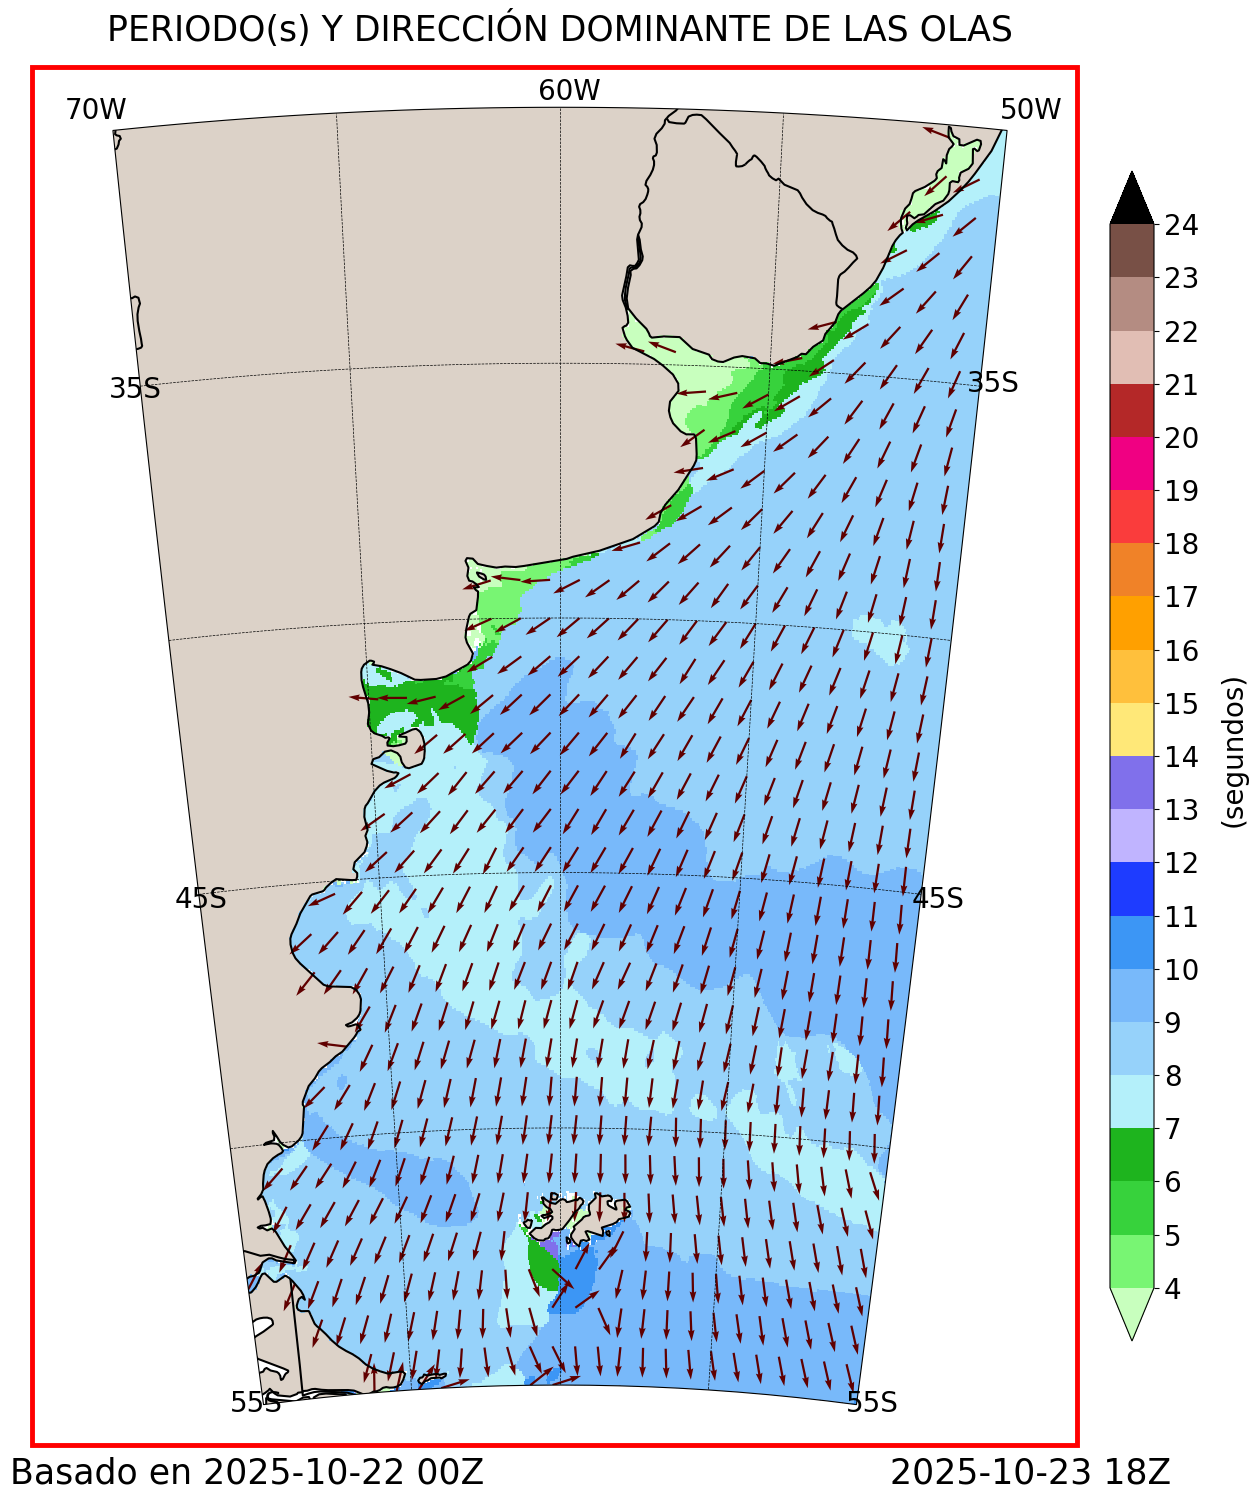 PERIODO(s) Y DIRECCIÓN DOMINANTE DE LAS OLAS
70W
60W
50W
35S
35S
45S
45S
55S
55S
24
23
22
21
20
19
18
17
16
15
14
13
12
11
10
9
8
7
6
5
4
(segundos)
Basado en 2025-10-22 00Z
2025-10-23 18Z